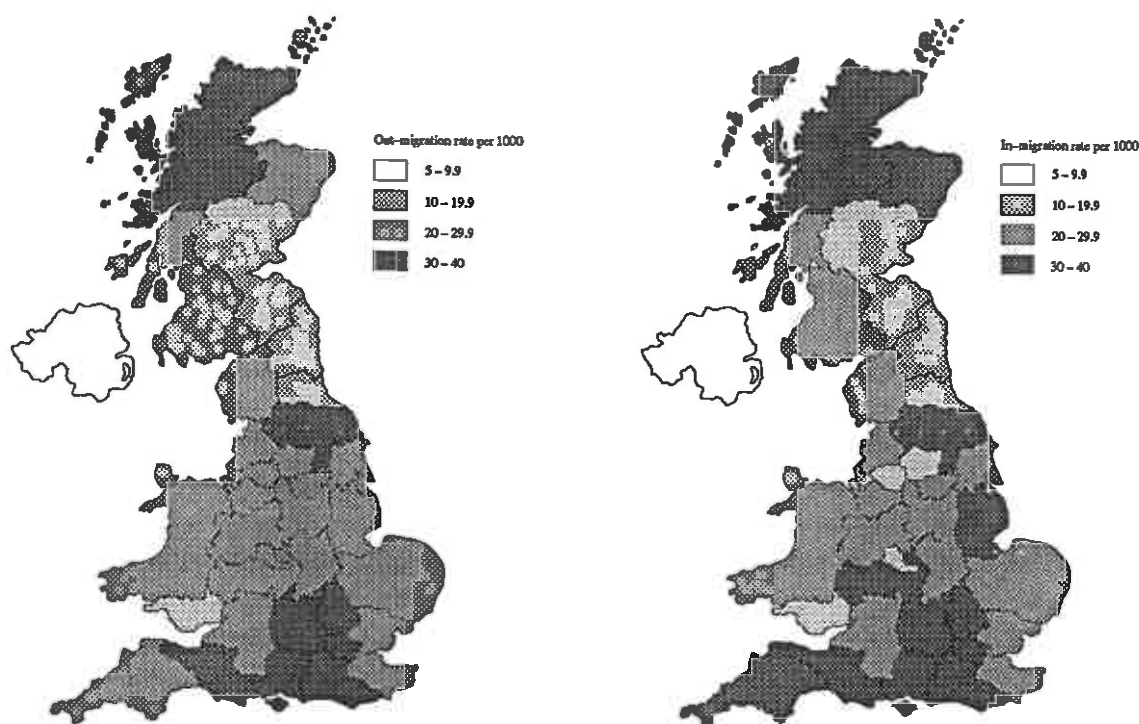 Out-migration rate per 1000
5 - 9.9
10 - 19.9
20 - 29.9
30 - 40
In-migration rate per 1000
5 - 9.9
10 - 19.9
20 - 29.9
30 - 40